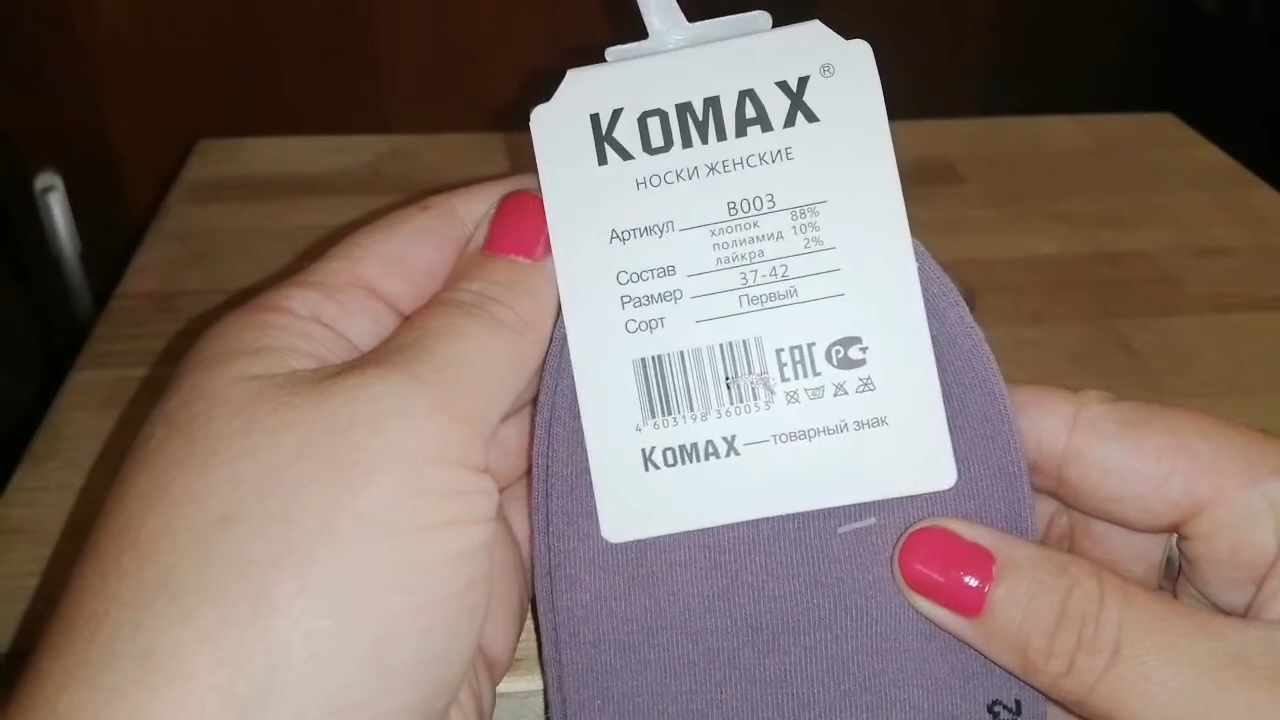 KOMAX®
НОСКИ ЖЕНСКИЕ
Артикул B003
хлопок 88%
полиамид 10%
Состав лайкра 2%
Размер 37-42
Сорт Первый
EAC РСТ
4 603198 360053
KOMAX—товарный знак